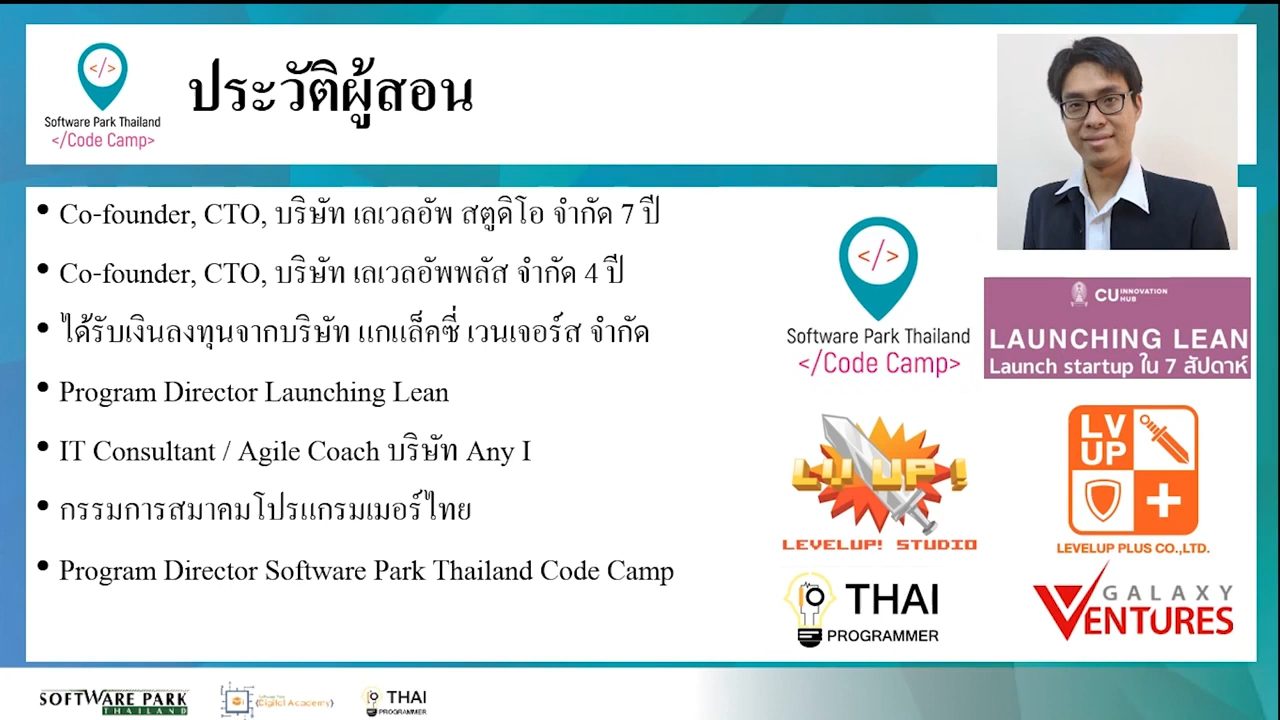 Software Park Thailand
</Code Camp>
ประวัติผู้สอน
• Co-founder, CTO, บริษัท เลเวลอัพ สตูดิโอ จำกัด 7 ปี
• Co-founder, CTO, บริษัท เลเวลอัพพลัส จำกัด 4 ปี
• ได้รับเงินลงทุนจากบริษัท แกแล็คซี่ เวนเจอร์ส จำกัด
• Program Director Launching Lean
• IT Consultant / Agile Coach บริษัท Any I
• กรรมการสมาคมโปรแกรมเมอร์ไทย
• Program Director Software Park Thailand Code Camp
</>
Software Park Thailand
</Code Camp>
CU INNOVATION HUB
LAUNCHING LEAN
Launch startup ใน 7 สัปดาห์
LV UP!
LEVELUP! STUDIO
LV
UP
LEVELUP PLUS CO.,LTD.
THAI
PROGRAMMER
GALAXY
VENTURES
SOFTWARE PARK
THAILAND
Software Park
{Digital Academy}
THAI
PROGRAMMER